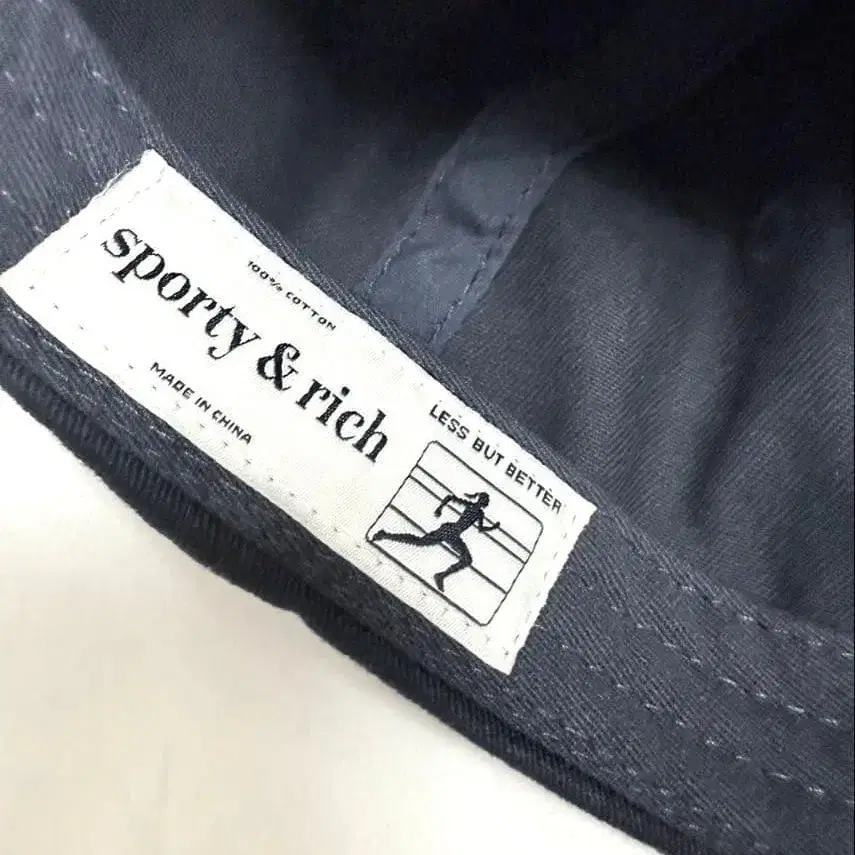 100% COTTON
sporty & rich
MADE IN CHINA
LESS BUT BETTER